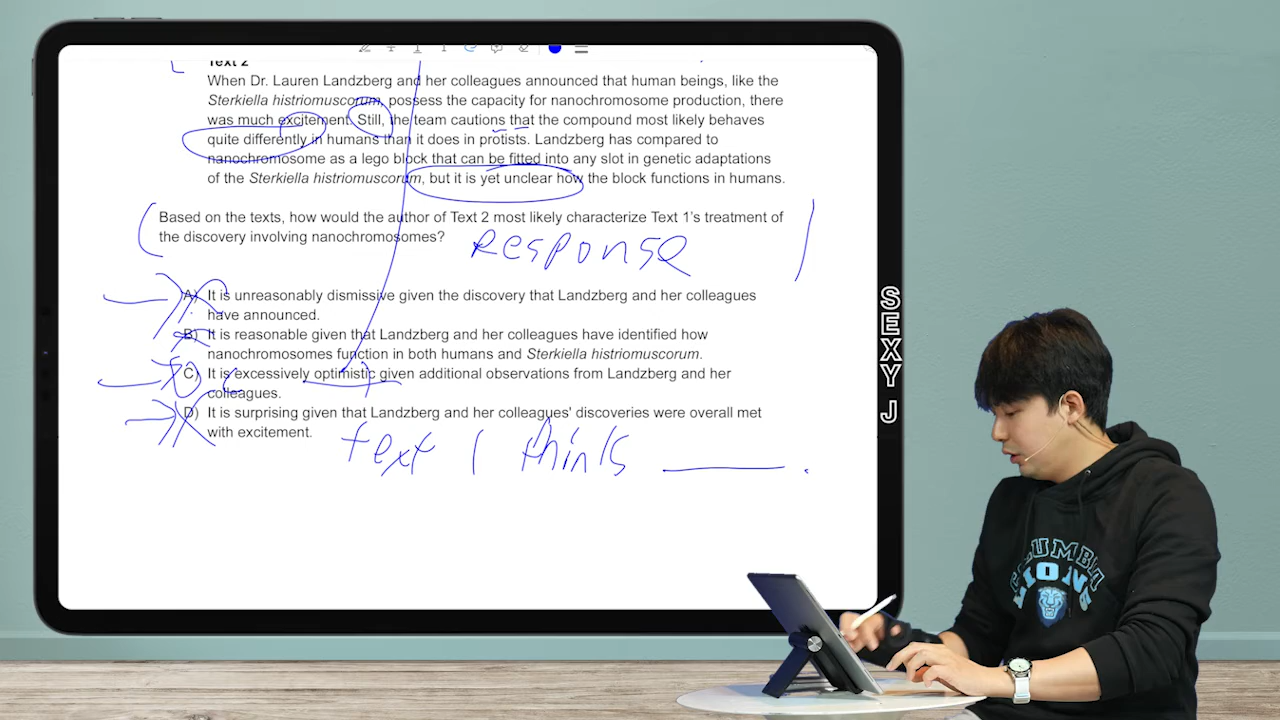 Text 2
When Dr. Lauren Landzberg and her colleagues announced that human beings, like the
Sterkiella histriomuscorum, possess the capacity for nanochromosome production, there
was much excitement. Still, the team cautions that the compound most likely behaves
quite differently in humans than it does in protists. Landzberg has compared to
nanochromosome as a lego block that can be fitted into any slot in genetic adaptations
of the Sterkiella histriomuscorum, but it is yet unclear how the block functions in humans.
Based on the texts, how would the author of Text 2 most likely characterize Text 1's treatment of
the discovery involving nanochromosomes?
Response
A) It is unreasonably dismissive given the discovery that Landzberg and her colleagues
have announced.
B) It is reasonable given that Landzberg and her colleagues have identified how
nanochromosomes function in both humans and Sterkiella histriomuscorum.
C) It is excessively optimistic given additional observations from Landzberg and her
colleagues.
D) It is surprising given that Landzberg and her colleagues' discoveries were overall met
with excitement.
text 1 thinks ______.
SEXY J
COLUMBIA
LIONS